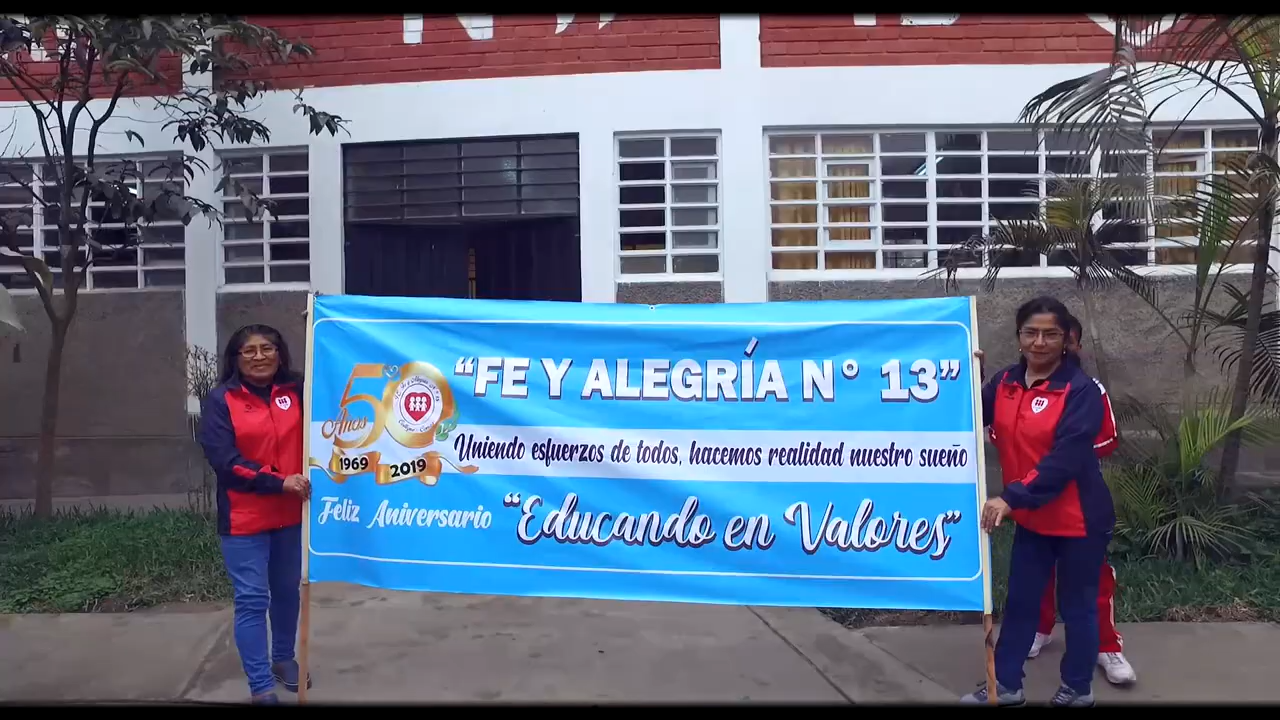 "FE Y ALEGRÍA N° 13"
50
Años
1969 2019
Uniendo esfuerzos de todos, hacemos realidad nuestro sueño
Feliz Aniversario "Educando en Valores"